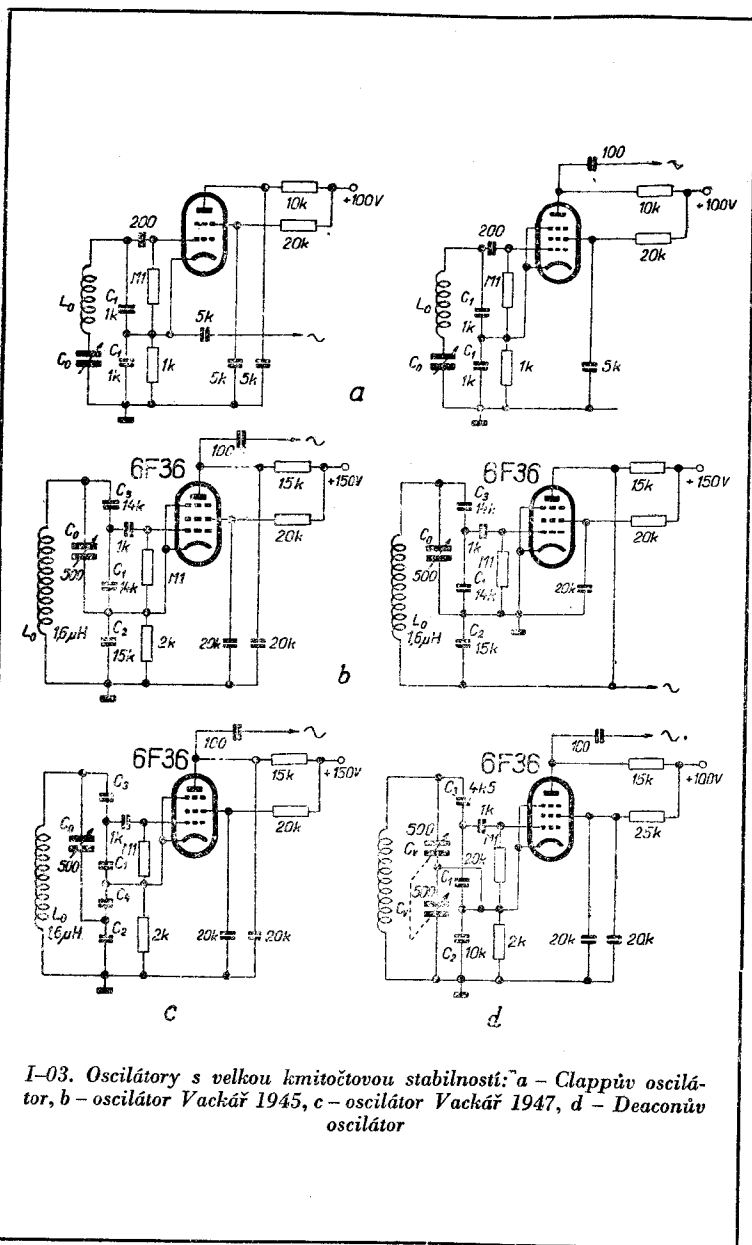 100
10k
+100V
20k
200
M1
L₀
C₁
1k
5k
C₀
C₁
1k
1k
5k
5k
100
10k
+100V
20k
200
M1
L₀
C₁
1k
C₀
C₁
1k
1k
5k
a
6F36
100
15k
+150V
20k
C₃
14k
1k
C₀
500
C₁
14k
M1
L₀
1,6µH
C₂
15k
2k
20k
20k
6F36
15k
+150V
20k
C₃
14k
1k
C₀
500
M1
C₁
14k
20k
L₀
1,6µH
C₂
15k
b
6F36
100
15k
+150V
20k
C₃
C₀
500
1k
M1
C₁
C₄
L₀
1,6µH
C₂
2k
20k
20k
c
6F36
100
15k
+100V
25k
C₃
4k5
1k
M1
500
Cᵥ
C₁
20k
500
Cᵥ
C₂
10k
2k
20k
20k
d
I–03. Oscilátory s velkou kmitočtovou stabilností: a – Clappův oscilá-
tor, b – oscilátor Vackář 1945, c – oscilátor Vackář 1947, d – Deaconův
oscilátor